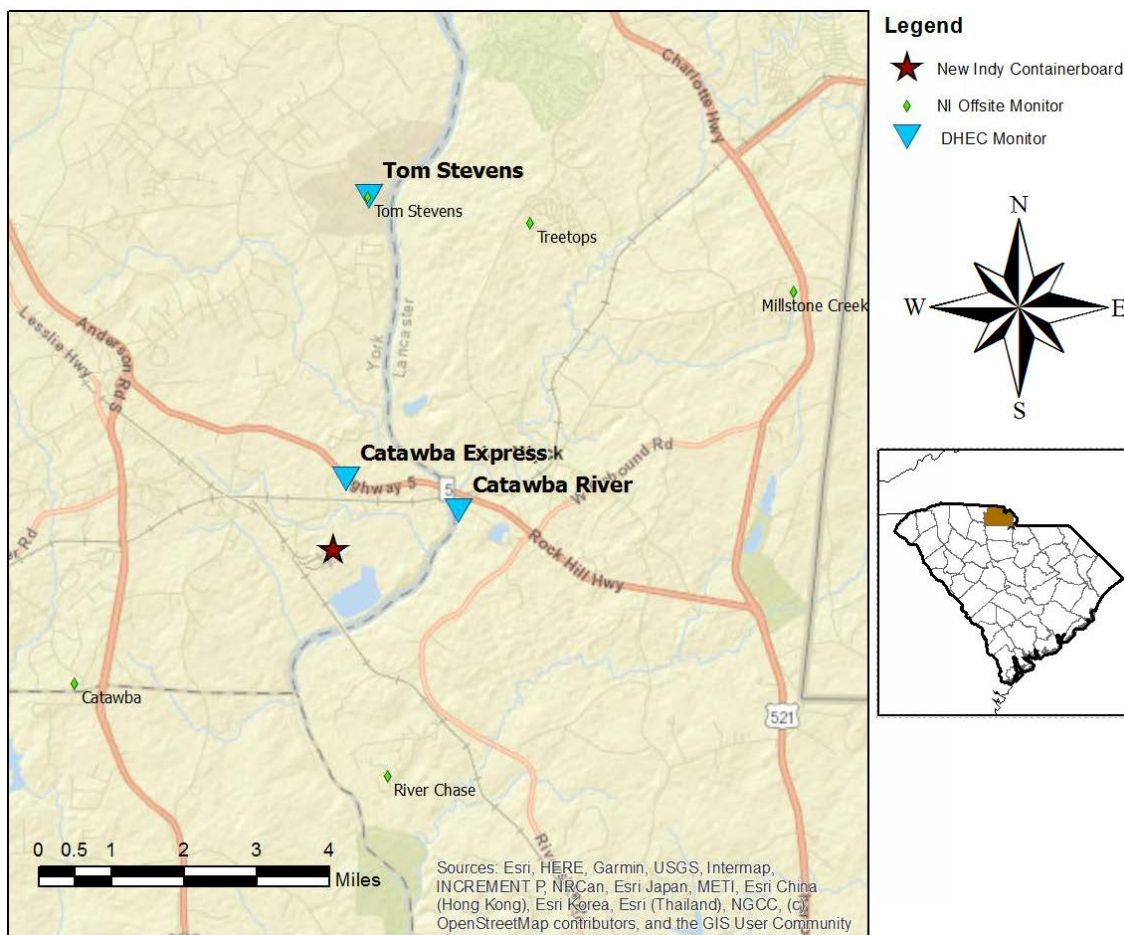 Legend
New Indy Containerboard
NI Offsite Monitor
DHEC Monitor
N
W
E
S
Charlotte Hwy
Tom Stevens
Tom Stevens
Treetops
Millstone Creek
Lesslie Hwy
Anderson Rd S
York
Lancaster
Catawba Express
ghway 5
5
Catawba River
Rock Hill Hwy
Catawba
521
River Chase
0 0.5 1 2 3 4
Miles
Sources: Esri, HERE, Garmin, USGS, Intermap,
INCREMENT P, NRCan, Esri Japan, METI, Esri China
(Hong Kong), Esri Korea, Esri (Thailand), NGCC, (c)
OpenStreetMap contributors, and the GIS User Community